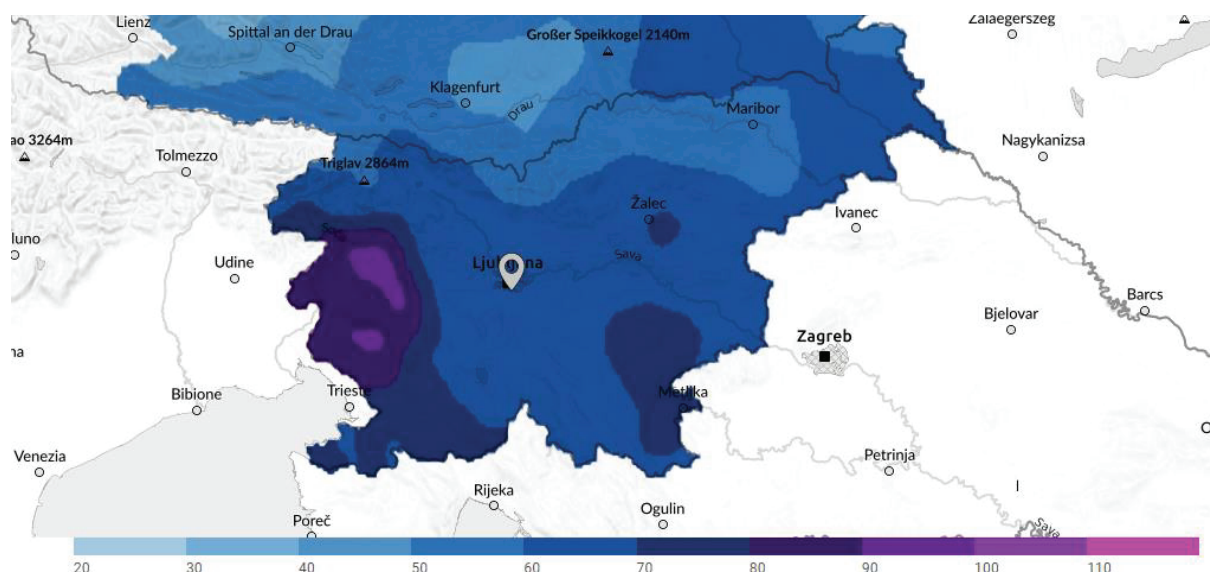 Lienz
Spittal an der Drau
Großer Speikkogel 2140m
Zalaegerszeg
Klagenfurt
Drau
Maribor
ao 3264m
Tolmezzo
Triglav 2864m
Nagykanizsa
Žalec
Ivanec
luno
Udine
Ljubljana
Sava
Barcs
Bjelovar
na
Zagreb
Bibione
Trieste
Metlika
Venezia
Petrinja
Rijeka
Ogulin
Poreč
Sava
20 30 40 50 60 70 80 90 100 110